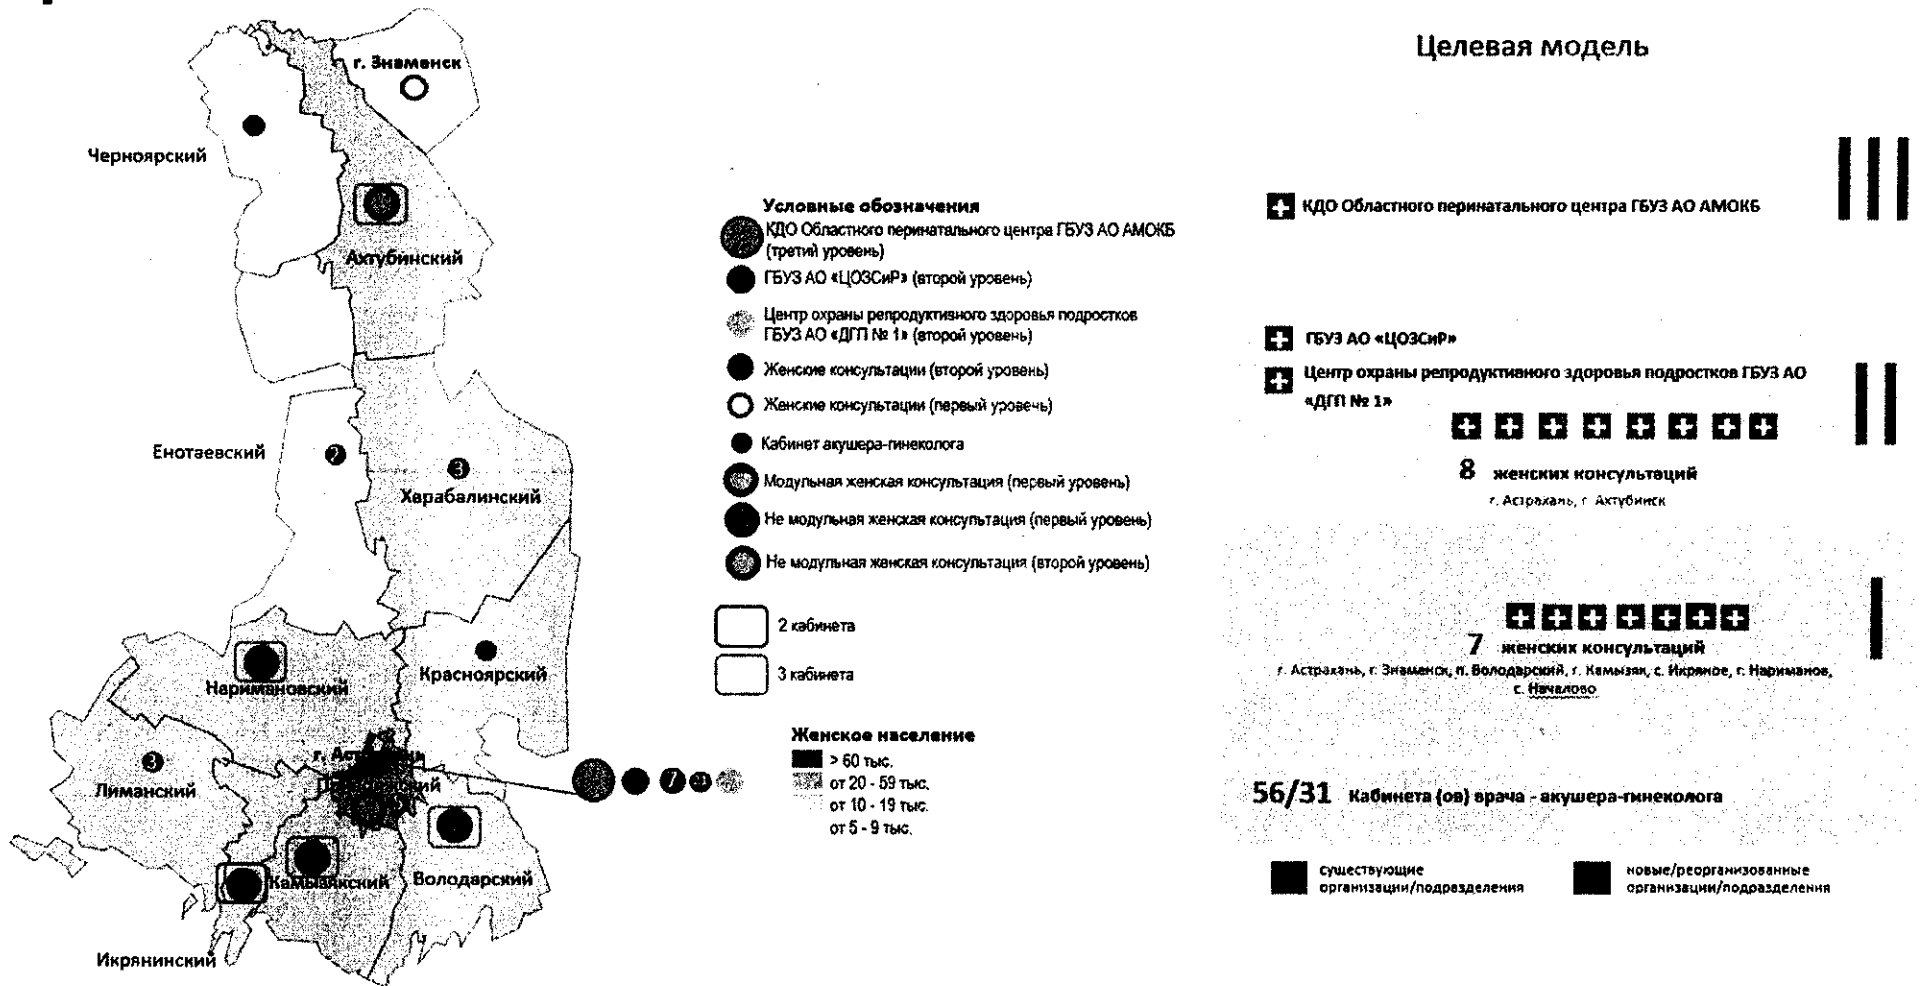 Целевая модель
г. Знаменск
Черноярский
Ахтубинский
Енотаевский
2
3
Харабалинский
Наримановский
Красноярский
3
Лиманский
г.
7
Камызякский
Володарский
Икрянинский
Условные обозначения
КДО Областного перинатального центра ГБУЗ АО АМОКБ
(третий уровень)
ГБУЗ АО «ЦОЗСиР» (второй уровень)
Центр охраны репродуктивного здоровья подростков
ГБУЗ АО «ДГП № 1» (второй уровень)
Женские консультации (второй уровень)
Женские консультации (первый уровень)
Кабинет акушера-гинеколога
Модульная женская консультация (первый уровень)
Не модульная женская консультация (первый уровень)
Не модульная женская консультация (второй уровень)
2 кабинета
3 кабинета
Женское население
> 60 тыс.
от 20 - 59 тыс.
от 10 - 19 тыс.
от 5 - 9 тыс.
КДО Областного перинатального центра ГБУЗ АО АМОКБ
ГБУЗ АО «ЦОЗСиР»
Центр охраны репродуктивного здоровья подростков ГБУЗ АО
«ДГП № 1»
8 женских консультаций
г. Астрахань, г. Ахтубинск
7 женских консультаций
г. Астрахань, г. Знаменск, п. Володарский, г. Камызяк, с. Икряное, г. Нариманов,
с. Началово
56/31 Кабинета (ов) врача - акушера-гинеколога
существующие
организации/подразделения
новые/реорганизованные
организации/подразделения